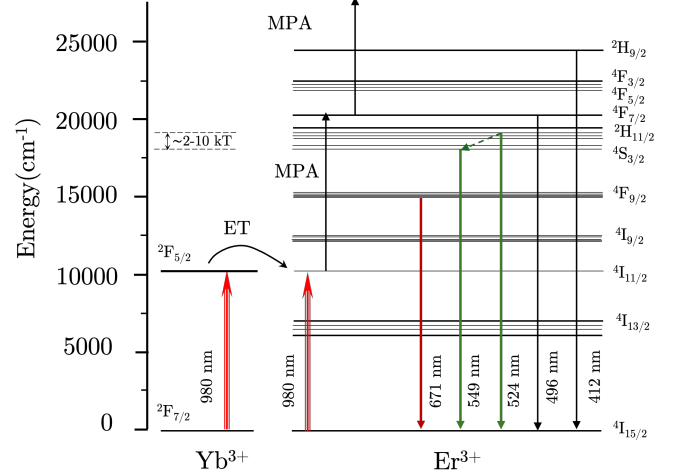 MPA
25000
20000
15000
10000
5000
0
Energy(cm⁻¹)
~2-10 kT
MPA
ET
²F₅/₂
²F₇/₂
980 nm
980 nm
671 nm
549 nm
524 nm
496 nm
412 nm
²H₉/₂
⁴F₃/₂
⁴F₅/₂
⁴F₇/₂
²H₁₁/₂
⁴S₃/₂
⁴F₉/₂
⁴I₉/₂
⁴I₁₁/₂
⁴I₁₃/₂
⁴I₁₅/₂
Yb³⁺
Er³⁺